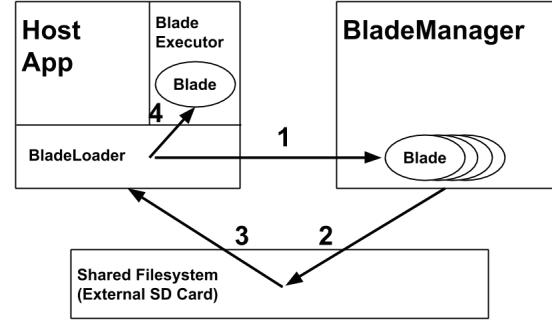 Host
App
Blade
Executor
Blade
4
BladeLoader
1
BladeManager
Blade
3
2
Shared Filesystem
(External SD Card)